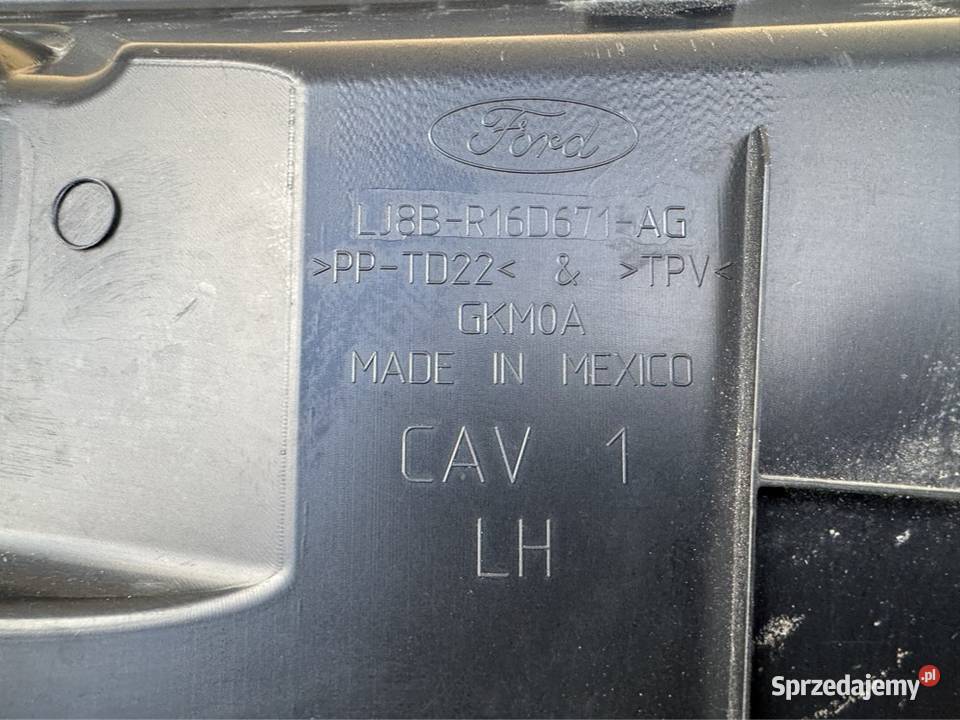 Ford
LJ8B-R16D671-AG
>PP-TD22< & >TPV<
GKM0A
MADE IN MEXICO
CAV 1
LH
Sprzedajemy.pl